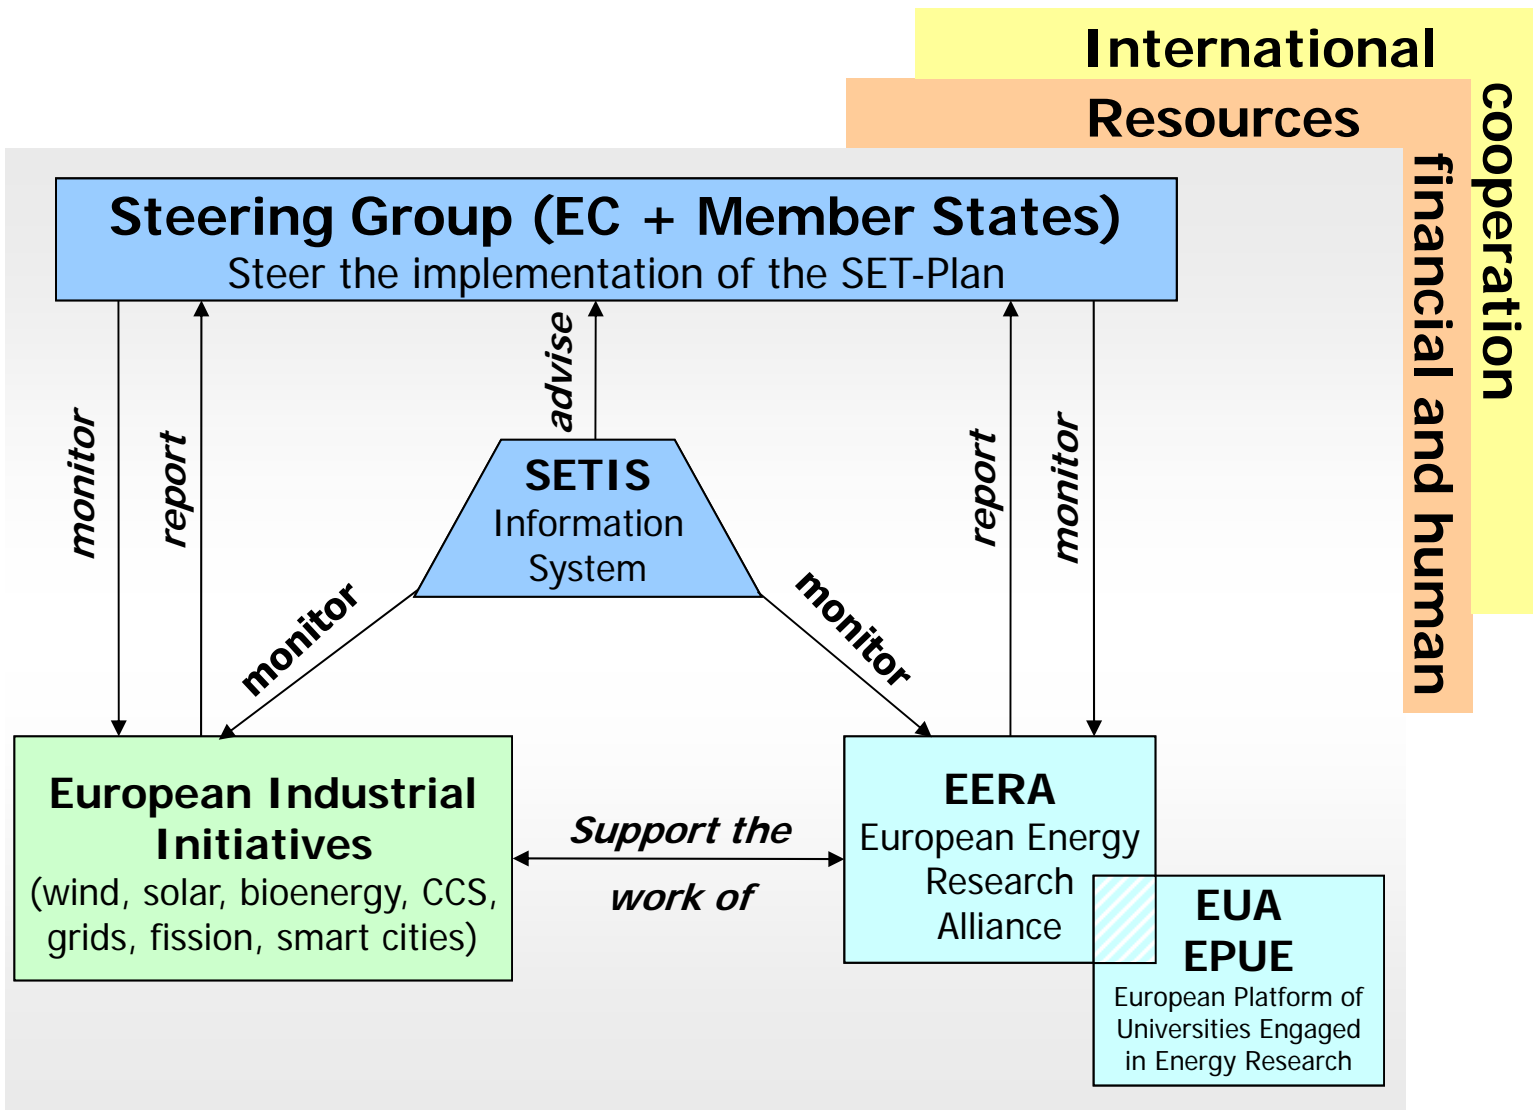 International
cooperation
Resources
financial and human
Steering Group (EC + Member States)
Steer the implementation of the SET-Plan
monitor
report
advise
report
monitor
SETIS
Information
System
monitor
monitor
European Industrial
Initiatives
(wind, solar, bioenergy, CCS,
grids, fission, smart cities)
Support the
work of
EERA
European Energy
Research
Alliance
EUA
EPUE
European Platform of
Universities Engaged
in Energy Research